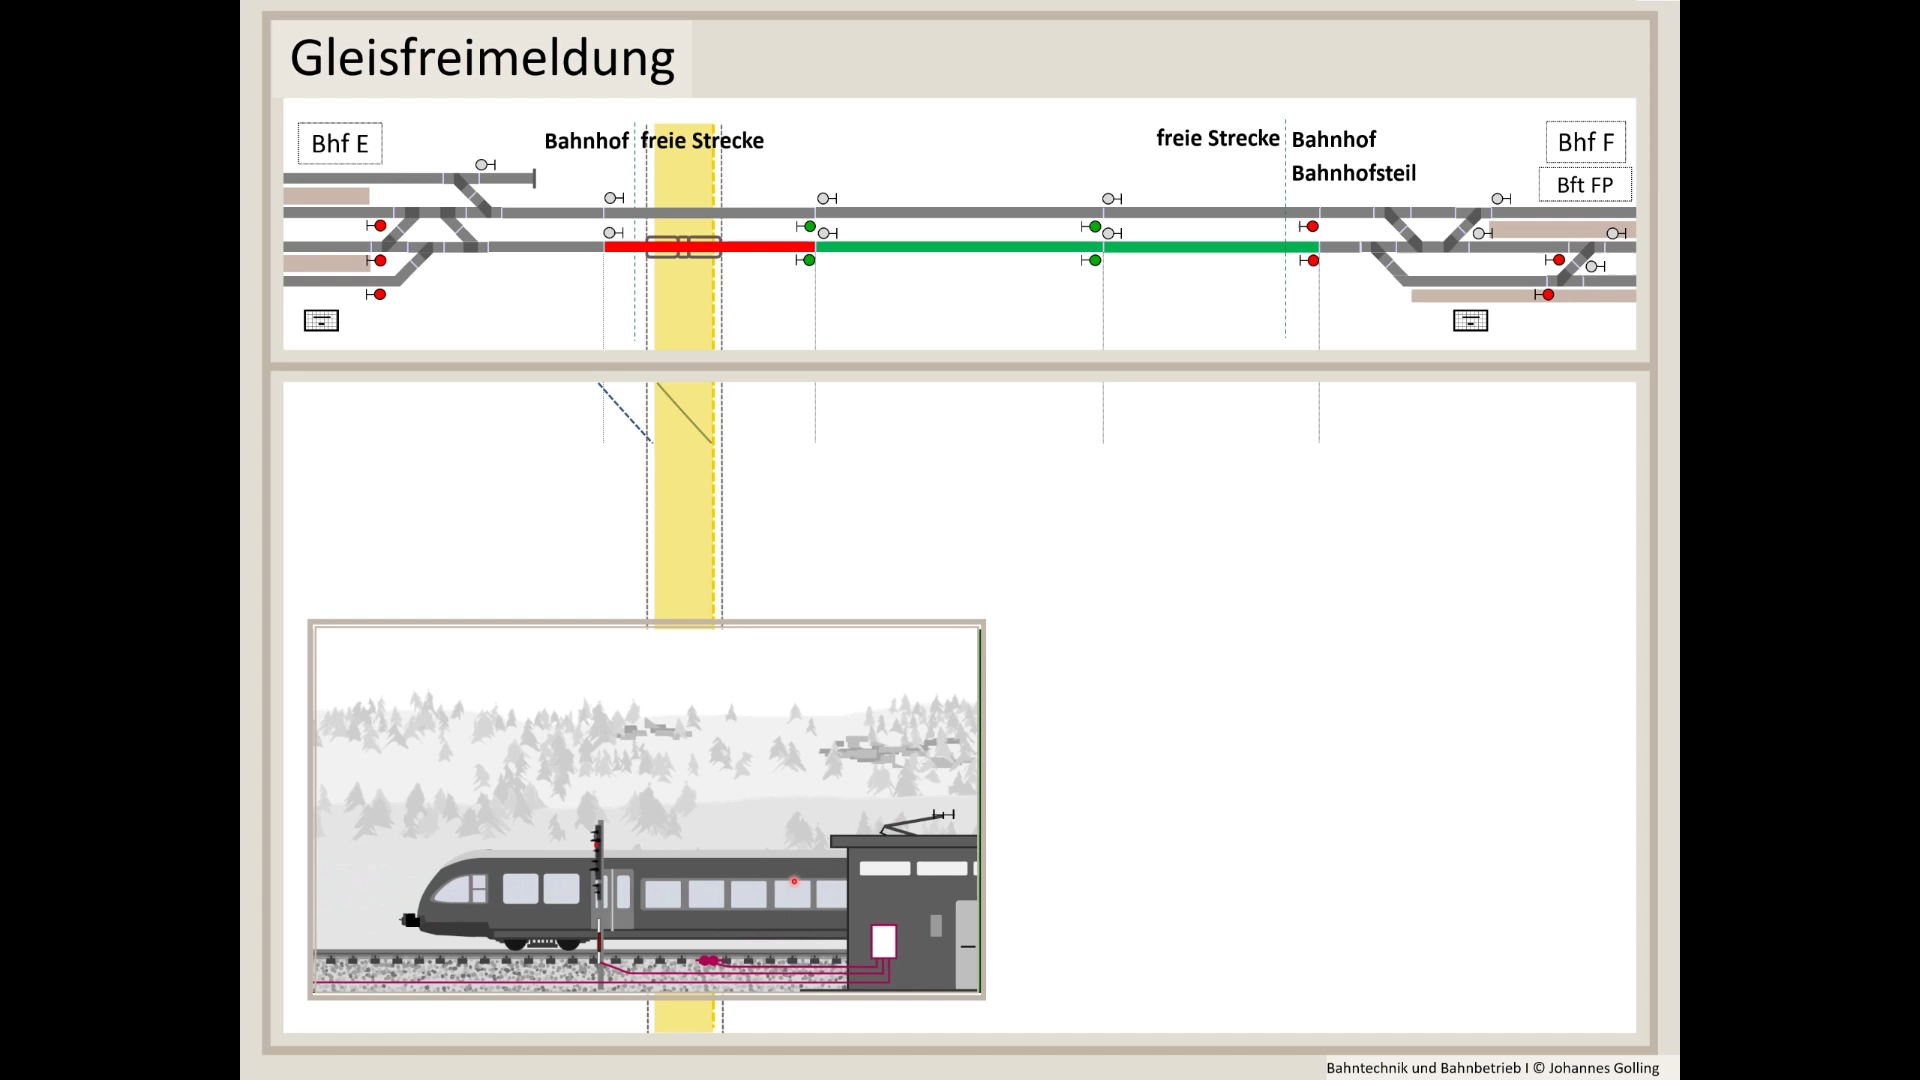 Gleisfreimeldung
Bhf E
Bahnhof
freie Strecke
freie Strecke
Bahnhof
Bahnhofsteil
Bhf F
Bft FP
Bahntechnik und Bahnbetrieb I © Johannes Golling